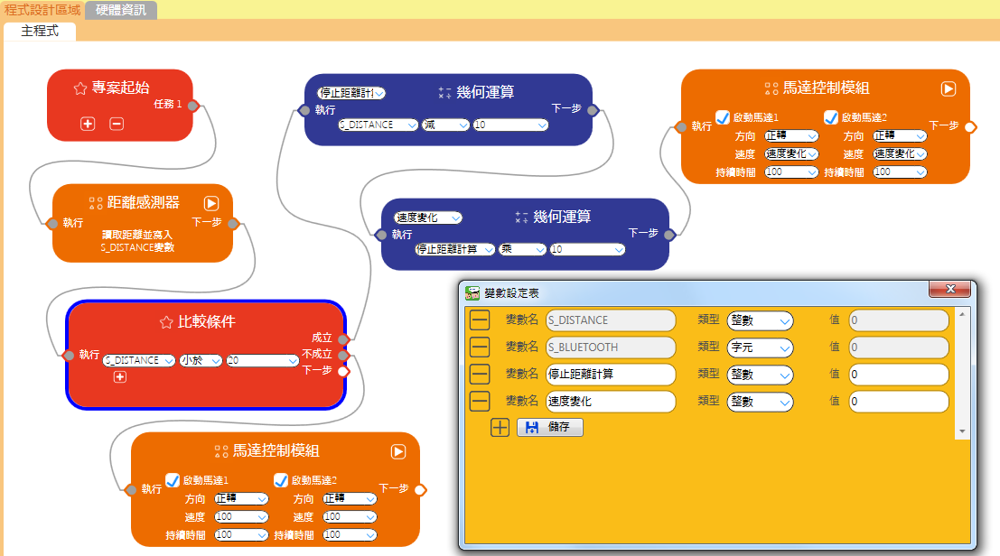 程式設計區域
硬體資訊
主程式
專案起始
任務 1
距離感測器
執行
下一步
讀取距離並寫入
S_DISTANCE變數
比較條件
成立
不成立
下一步
執行
S_DISTANCE
小於
20
馬達控制模組
啟動馬達1
啟動馬達2
執行
下一步
方向 正轉
方向 正轉
速度 100
速度 100
持續時間 100
持續時間 100
停止距離計
幾何運算
執行
下一步
S_DISTANCE
減
10
速度變化
幾何運算
執行
下一步
停止距離計算
乘
10
馬達控制模組
啟動馬達1
啟動馬達2
執行
下一步
方向 正轉
方向 正轉
速度 速度變化
速度 速度變化
持續時間 100
持續時間 100
變數設定表
變數名 S_DISTANCE 類型 整數 值 0
變數名 S_BLUETOOTH 類型 字元 值 0
變數名 停止距離計算 類型 整數 值 0
變數名 速度變化 類型 整數 值 0
儲存